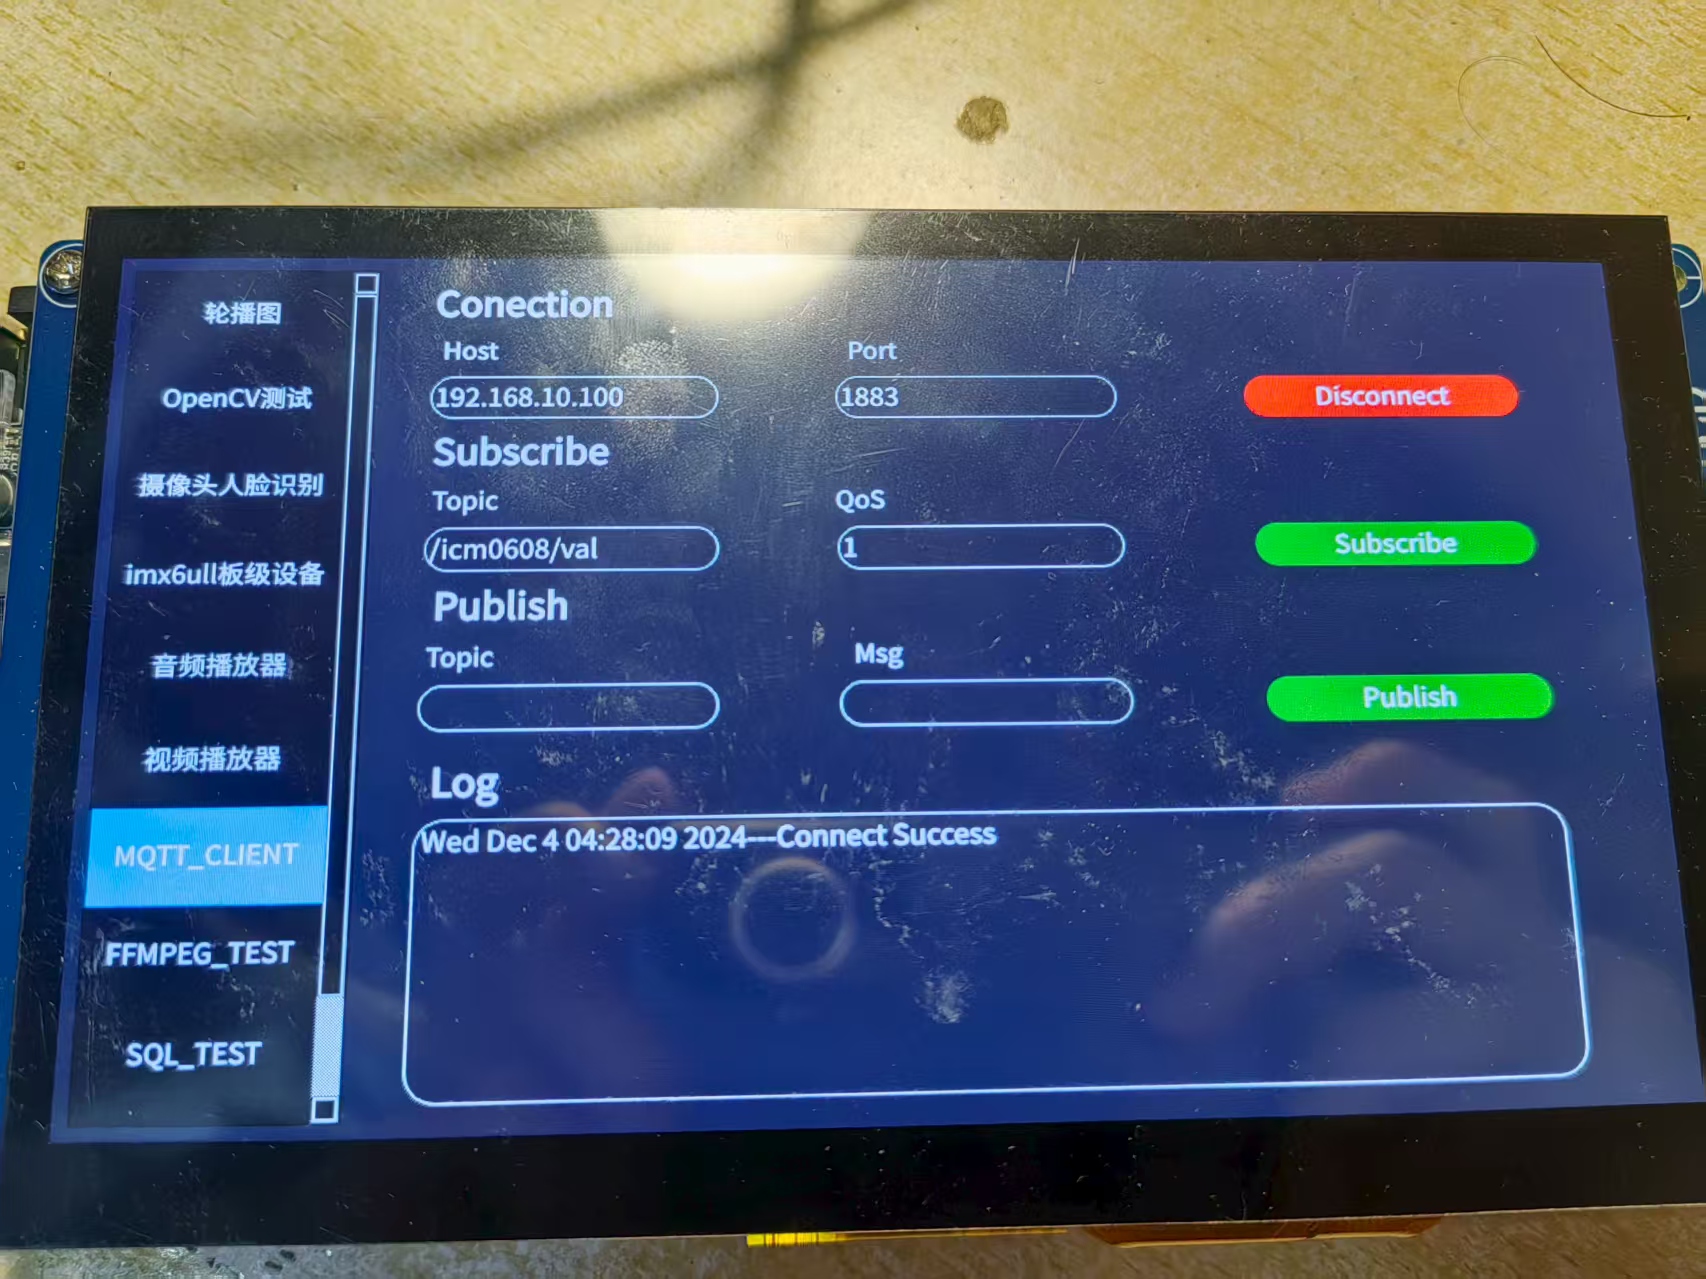 轮播图
OpenCV测试
摄像头人脸识别
imx6ull板级设备
音频播放器
视频播放器
MQTT_CLIENT
FFMPEG_TEST
SQL_TEST
Conection
Host Port
192.168.10.100 1883 Disconnect
Subscribe
Topic QoS
/icm0608/val 1 Subscribe
Publish
Topic Msg
Publish
Log
Wed Dec 4 04:28:09 2024---Connect Success